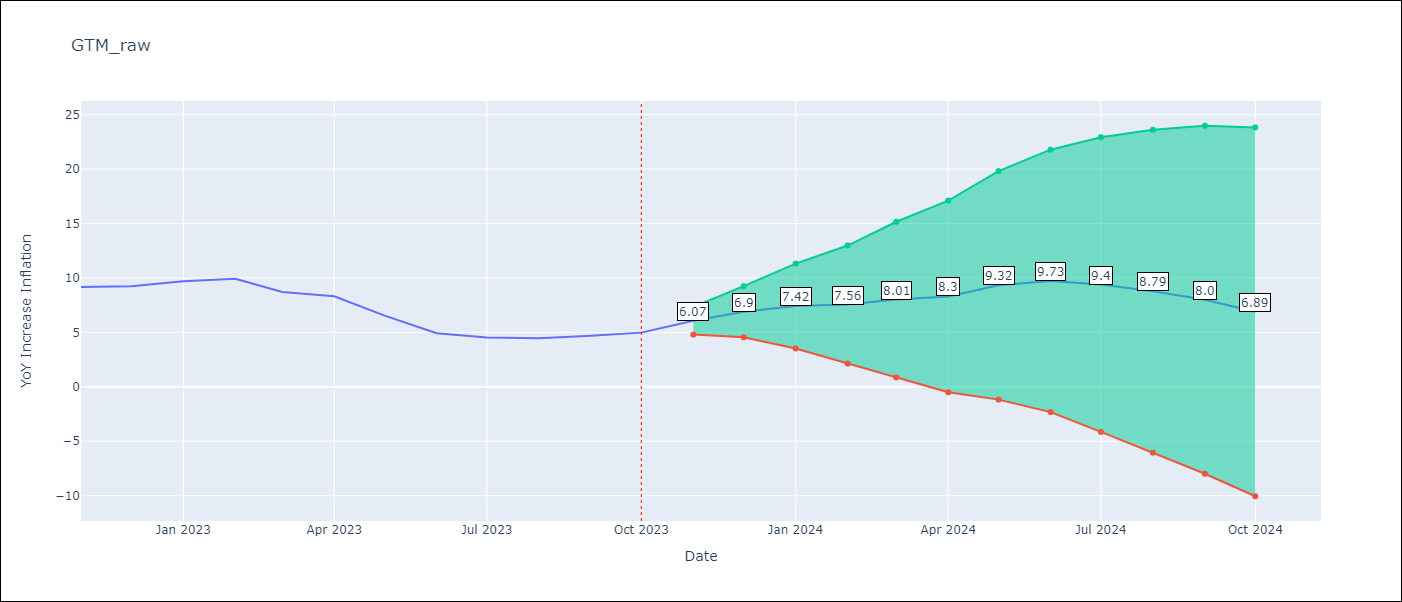 GTM_raw
25
20
15
10
5
0
−5
−10
YoY Increase Inflation
6.07
6.9
7.42
7.56
8.01
8.3
9.32
9.73
9.4
8.79
8.0
6.89
Jan 2023
Apr 2023
Jul 2023
Oct 2023
Jan 2024
Apr 2024
Jul 2024
Oct 2024
Date